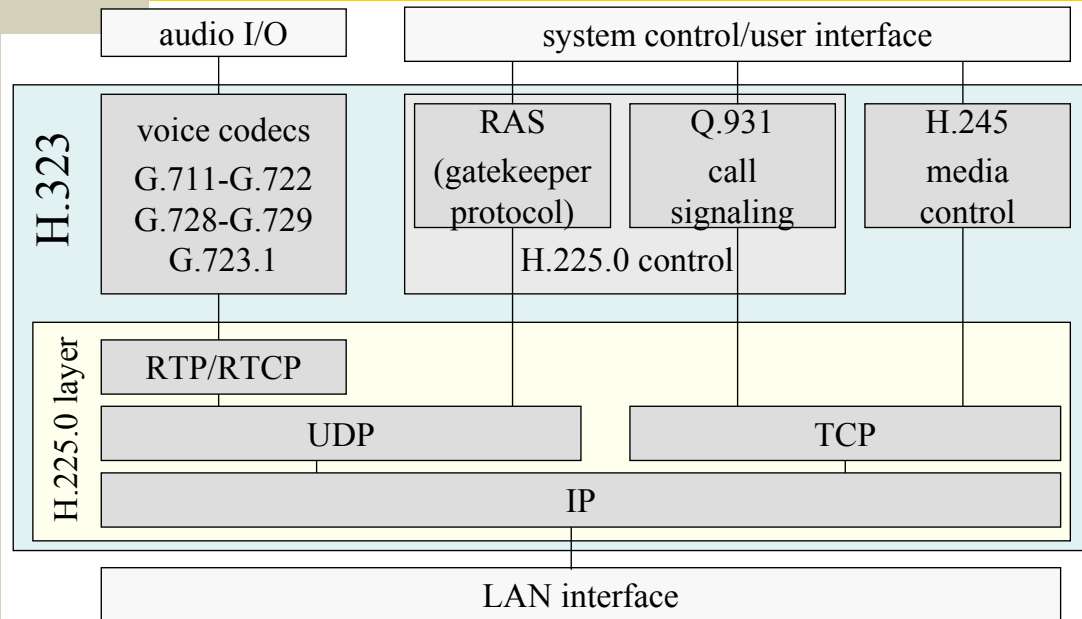 audio I/O
system control/user interface
H.323
voice codecs
G.711-G.722
G.728-G.729
G.723.1
RAS
(gatekeeper
protocol)
Q.931
call
signaling
H.225.0 control
H.245
media
control
H.225.0 layer
RTP/RTCP
UDP
TCP
IP
LAN interface